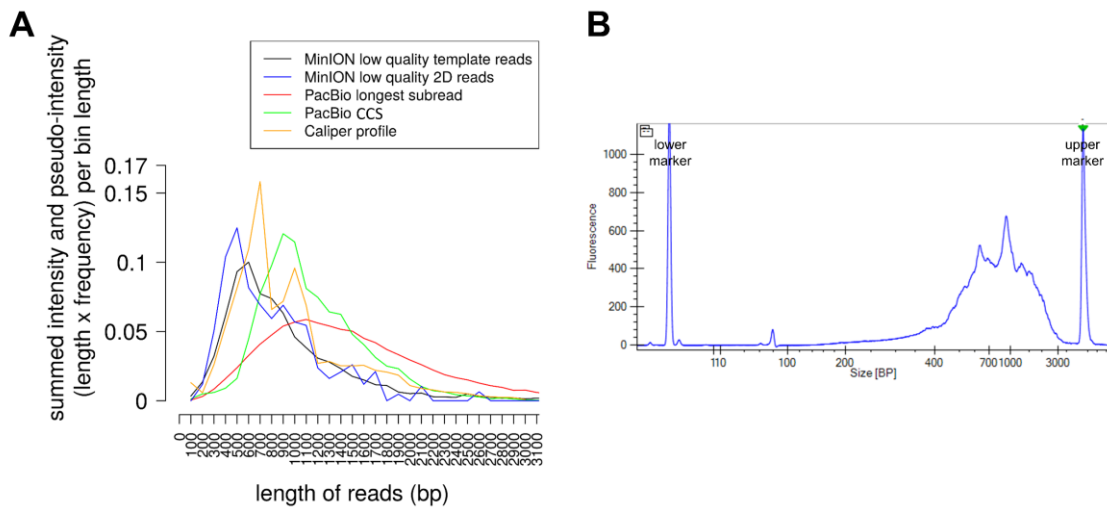 A
summed intensity and pseudo-intensity
(length x frequency) per bin length
MinION low quality template reads
MinION low quality 2D reads
PacBio longest subread
PacBio CCS
Caliper profile
0.17
0.15
0.1
0.05
0
0
100
200
300
400
500
600
700
800
900
1000
1100
1200
1300
1400
1500
1600
1700
1800
1900
2000
2100
2200
2300
2400
2500
2600
2700
2800
2900
3000
3100
length of reads (bp)
B
lower
marker
upper
marker
Fluorescence
1000
800
600
400
200
0
110 100 200 400 700 1000 3000
Size [BP]